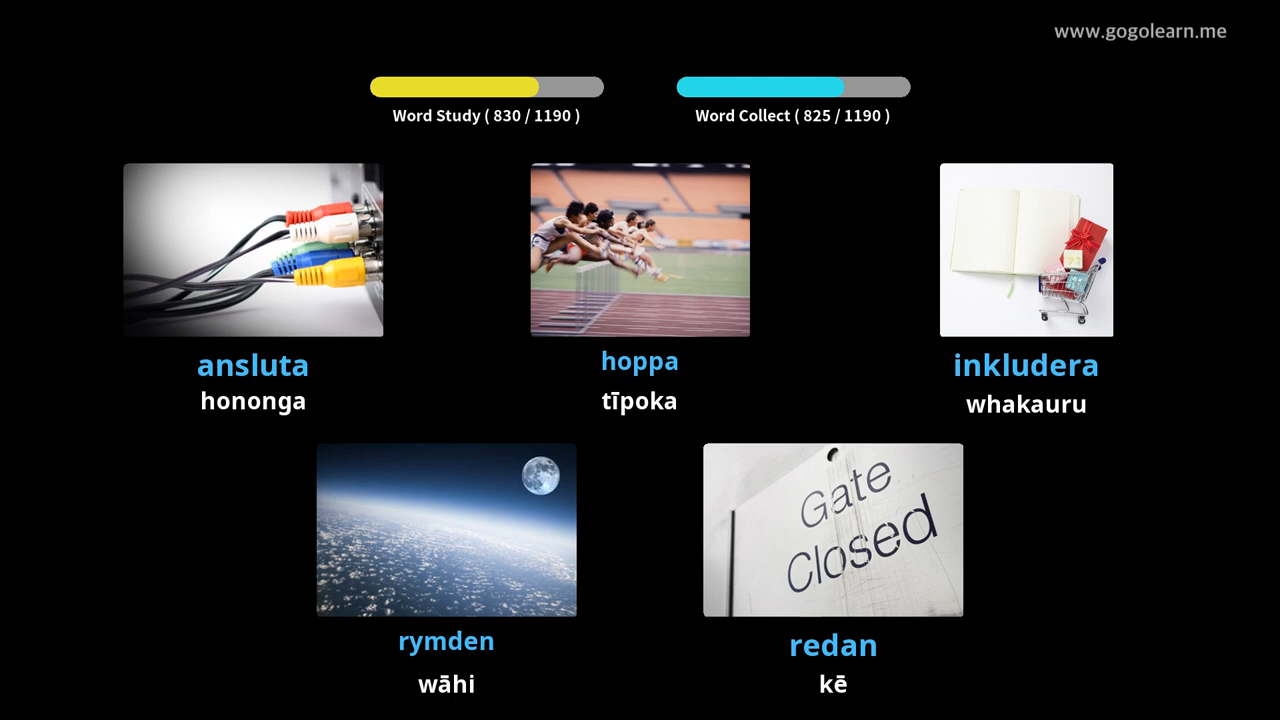 www.gogolearn.me
Word Study ( 830 / 1190 )
Word Collect ( 825 / 1190 )
ansluta
hononga
hoppa
tīpoka
inkludera
whakauru
Gate
Closed
rymden
wāhi
redan
kē